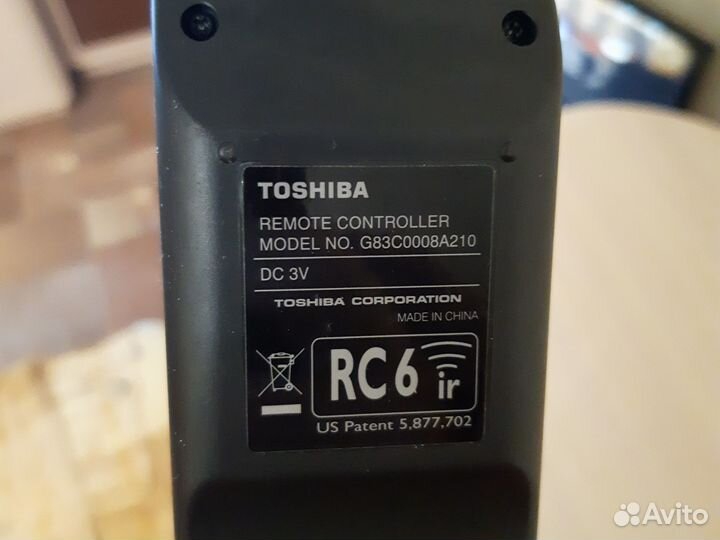 TOSHIBA
REMOTE CONTROLLER
MODEL NO. G83C0008A210
DC 3V
TOSHIBA CORPORATION
MADE IN CHINA
RC6 ir
US Patent 5,877,702
Avito